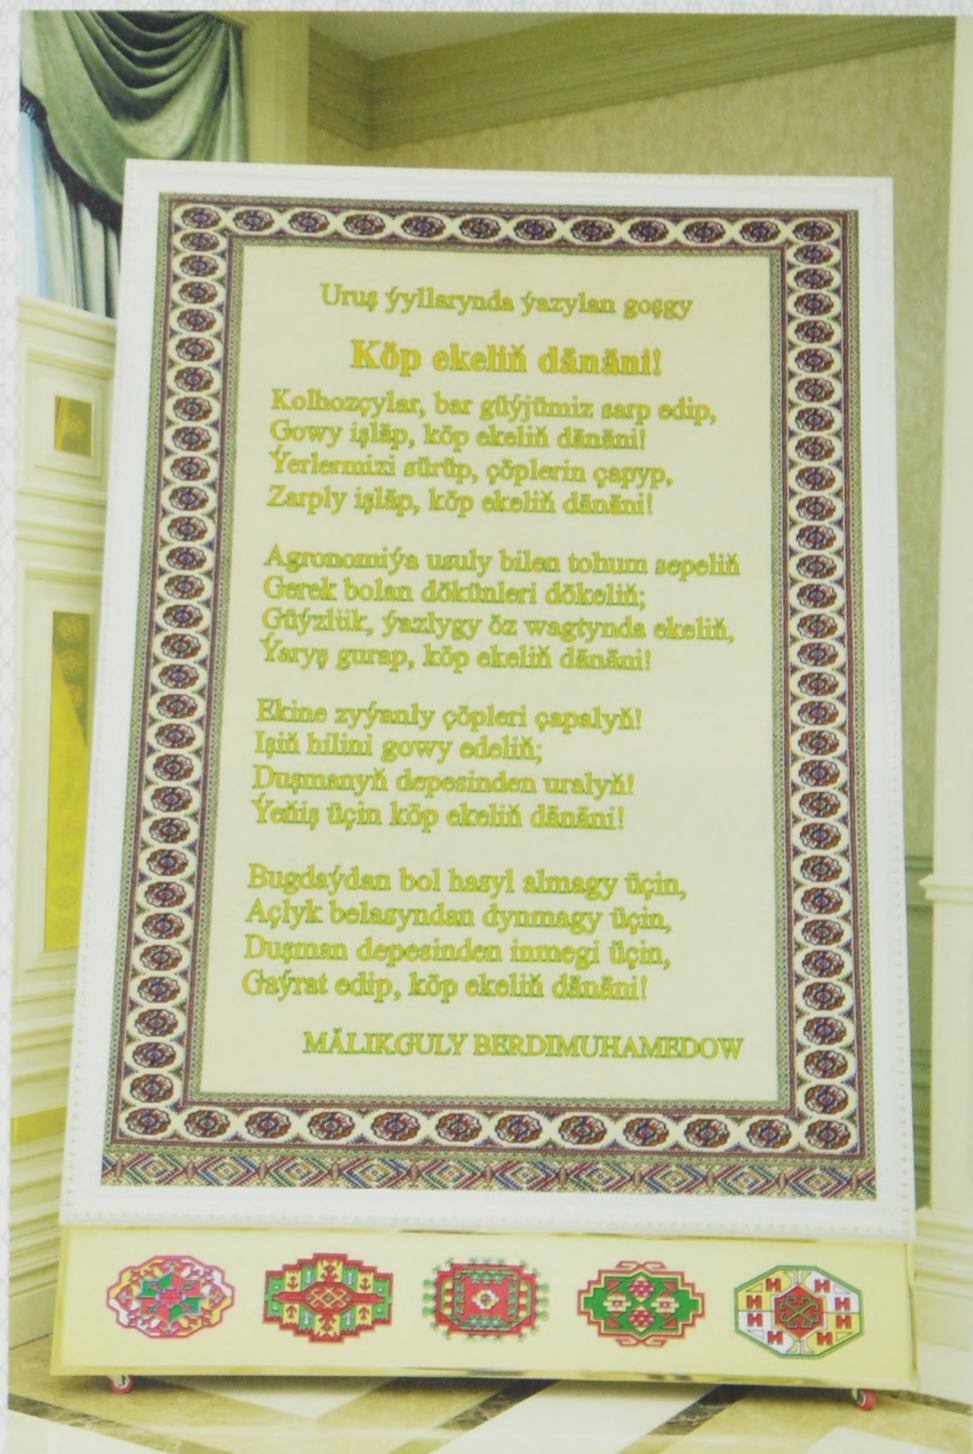 Uruş ýyllarynda ýazylan goşgy
Köp ekeliň dänäni!
Kolhozçylar, bar güýjümiz sarp edip,
Gowy işläp, köp ekeliň dänäni!
Ýerlermizi sürüp, çöplerin çapyp,
Zarply işläp, köp ekeliň dänäni!
Agronomiýa usuly bilen tohum sepeliň
Gerek bolan dökünleri dökeliň;
Güýzlük, ýazlygy öz wagtynda ekeliň,
Ýaryş gurap, köp ekeliň dänäni!
Ekine zyýanly çöpleri çapalyň!
Işiň hilini gowy edeliň;
Duşmanyň depesinden uralyň!
Ýeňiş üçin köp ekeliň dänäni!
Bugdaýdan bol hasyl almagy üçin,
Açlyk belasyndan dynmagy üçin,
Duşman depesinden inmegi üçin,
Gaýrat edip, köp ekeliň dänäni!
MÄLIKGULY BERDIMUHAMEDOW